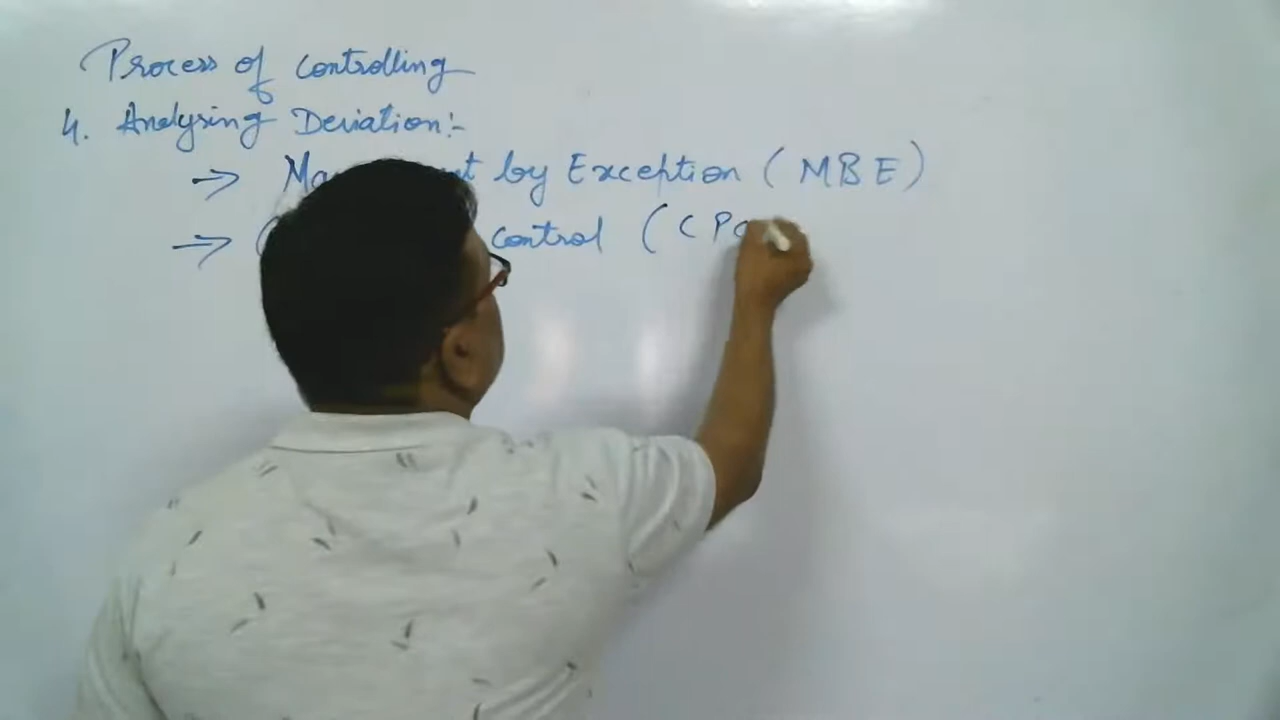 Process of controlling
4. Analysing Deviation:-
→ by Exception (MBE)
→ control (CP